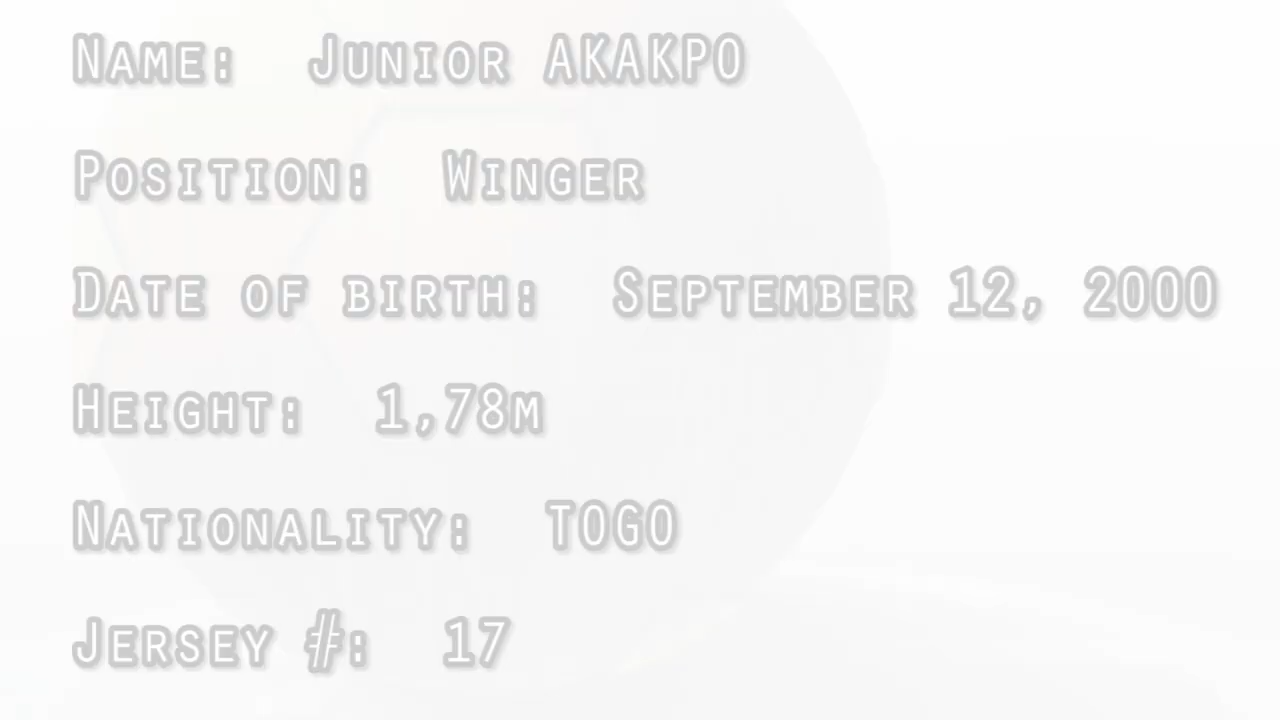 Name: Junior AKAKPO
Position: Winger
Date of birth: September 12, 2000
Height: 1,78m
Nationality: TOGO
Jersey #: 17